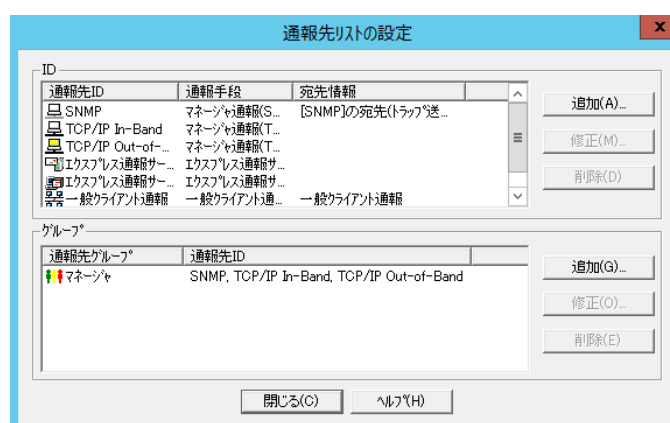 通報先リストの設定
x
ID
通報先ID 通報手段 宛先情報
SNMP マネージャ通報(S... [SNMP]の宛先(トラップ送...
TCP/IP In-Band マネージャ通報(T...
TCP/IP Out-of-... マネージャ通報(T...
エクスプレス通報サー... エクスプレス通報サ...
エクスプレス通報サー... エクスプレス通報サ...
一般クライアント通報 一般クライアント通... 一般クライアント通報
追加(A)...
修正(M)...
削除(D)
グループ
通報先グループ 通報先ID
マネージャ SNMP, TCP/IP In-Band, TCP/IP Out-of-Band
追加(G)...
修正(O)...
削除(E)
閉じる(C) ヘルプ(H)